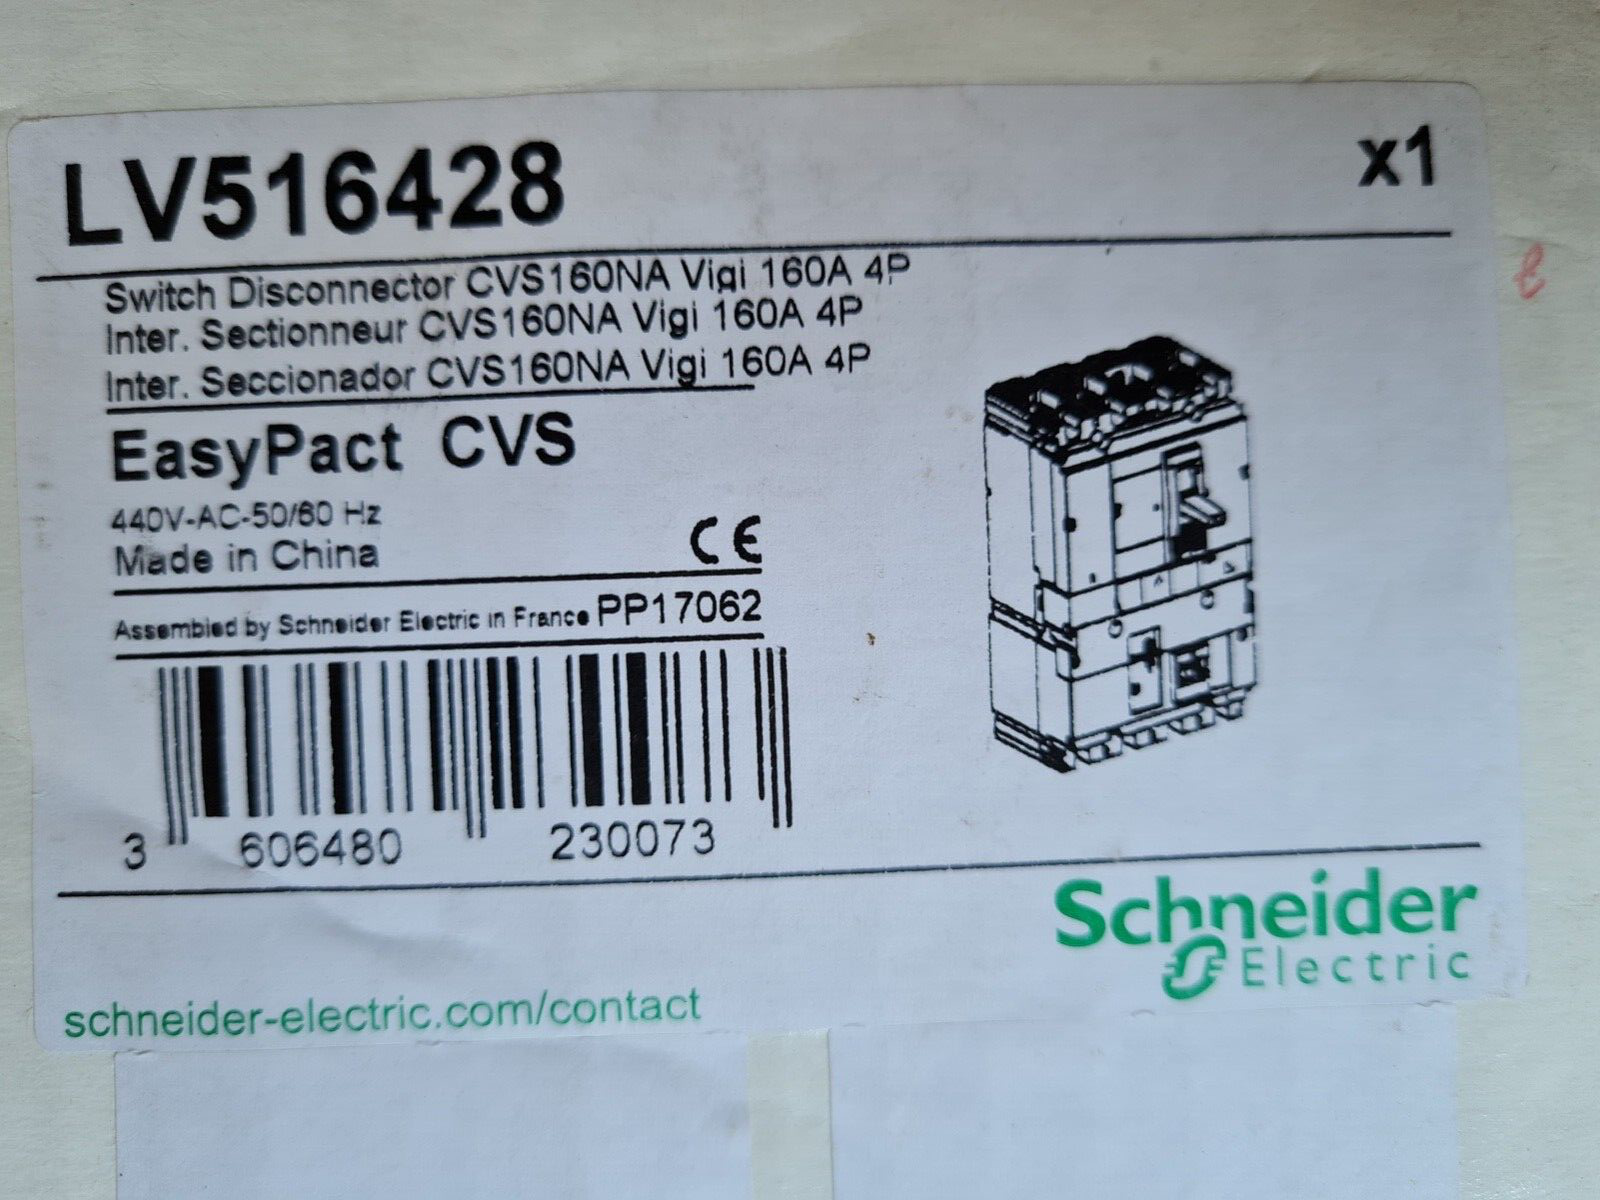 LV516428
x1
Switch Disconnector CVS160NA Vigi 160A 4P
Inter. Sectionneur CVS160NA Vigi 160A 4P
Inter. Seccionador CVS160NA Vigi 160A 4P
EasyPact CVS
440V-AC-50/60 Hz
Made in China
CE
Assembled by Schneider Electric in France PP17062
3 606480 230073
Schneider
Electric
schneider-electric.com/contact